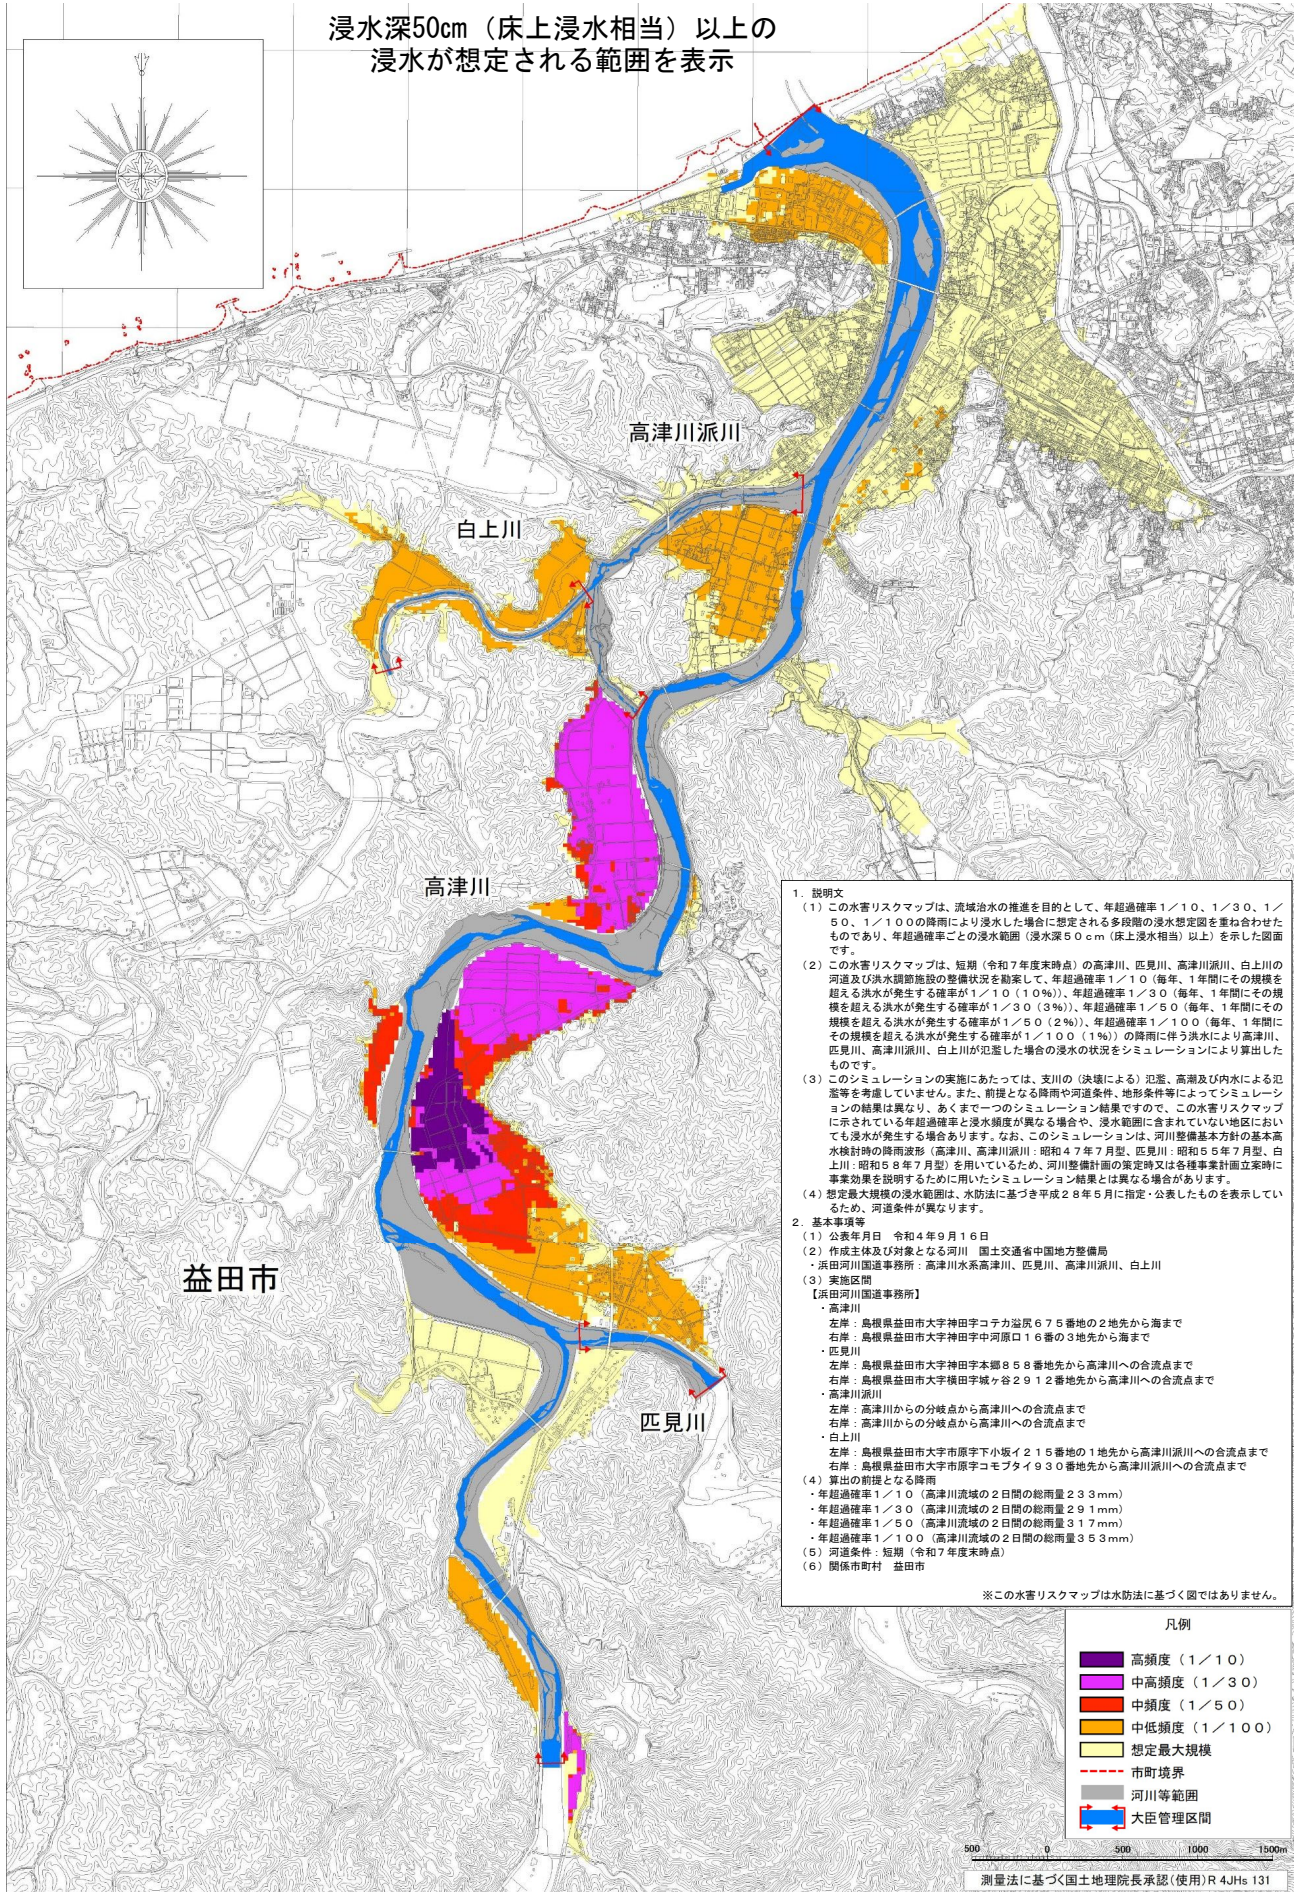 浸水深50cm（床上浸水相当）以上の
浸水が想定される範囲を表示
高津川派川
白上川
高津川
益田市
匹見川
1. 説明文
（1）この水害リスクマップは、流域治水の推進を目的として、年超過確率１／１０、１／３０、１／
５０、１／１００の降雨により浸水した場合に想定される多段階の浸水想定図を重ね合わせた
ものであり、年超過確率ごとの浸水範囲（浸水深５０ｃｍ（床上浸水相当）以上）を示した図面
です。
（2）この水害リスクマップは、短期（令和７年度末時点）の高津川、匹見川、高津川派川、白上川の
河道及び洪水調節施設の整備状況を勘案して、年超過確率１／１０（毎年、１年間にその規模を
超える洪水が発生する確率が１／１０（１０％））、年超過確率１／３０（毎年、１年間にその規
模を超える洪水が発生する確率が１／３０（３％））、年超過確率１／５０（毎年、１年間にその
規模を超える洪水が発生する確率が１／５０（２％））、年超過確率１／１００（毎年、１年間に
その規模を超える洪水が発生する確率が１／１００（１％））の降雨に伴う洪水により高津川、
匹見川、高津川派川、白上川が氾濫した場合の浸水の状況をシミュレーションにより算出した
ものです。
（3）このシミュレーションの実施にあたっては、支川の（決壊による）氾濫、高潮及び内水による氾
濫等を考慮していません。また、前提となる降雨や河道条件、地形条件等によってシミュレーシ
ョンの結果は異なり、あくまで一つのシミュレーション結果ですので、この水害リスクマップ
に示されている年超過確率と浸水頻度が異なる場合や、浸水範囲に含まれていない地区におい
ても浸水が発生する場合あります。なお、このシミュレーションは、河川整備基本方針の基本高
水検討時の降雨波形（高津川、高津川派川：昭和４７年７月型、匹見川：昭和５５年７月型、白
上川：昭和５８年７月型）を用いているため、河川整備計画の策定時又は各種事業計画立案時に
事業効果を説明するために用いたシミュレーション結果とは異なる場合があります。
（4）想定最大規模の浸水範囲は、水防法に基づき平成２８年５月に指定・公表したものを表示してい
るため、河道条件が異なります。
2. 基本事項等
（1）公表年月日　令和４年９月１６日
（2）作成主体及び対象となる河川　国土交通省中国地方整備局
・浜田河川国道事務所：高津川水系高津川、匹見川、高津川派川、白上川
（3）実施区間
【浜田河川国道事務所】
・高津川
左岸：島根県益田市大字神田字コテカ溢尻６７５番地の２地先から海まで
右岸：島根県益田市大字神田字中河原口１６番の３地先から海まで
・匹見川
左岸：島根県益田市大字神田字本郷８５８番地先から高津川への合流点まで
右岸：島根県益田市大字横田字城ヶ谷２９１２番地先から高津川への合流点まで
・高津川派川
左岸：高津川からの分岐点から高津川への合流点まで
右岸：高津川からの分岐点から高津川への合流点まで
・白上川
左岸：島根県益田市大字市原字下小坂イ２１５番地の１地先から高津川派川への合流点まで
右岸：島根県益田市大字市原字コモブタイ９３０番地先から高津川派川への合流点まで
（4）算出の前提となる降雨
・年超過確率１／１０（高津川流域の２日間の総雨量２３３ｍｍ）
・年超過確率１／３０（高津川流域の２日間の総雨量２９１ｍｍ）
・年超過確率１／５０（高津川流域の２日間の総雨量３１７ｍｍ）
・年超過確率１／１００（高津川流域の２日間の総雨量３５３ｍｍ）
（5）河道条件：短期（令和７年度末時点）
（6）関係市町村　益田市
※この水害リスクマップは水防法に基づく図ではありません。
凡例
高頻度（１／１０）
中高頻度（１／３０）
中頻度（１／５０）
中低頻度（１／１００）
想定最大規模
市町境界
河川等範囲
大臣管理区間
500 0 500 1000 1500m
測量法に基づく国土地理院長承認(使用)R 4JHs 131